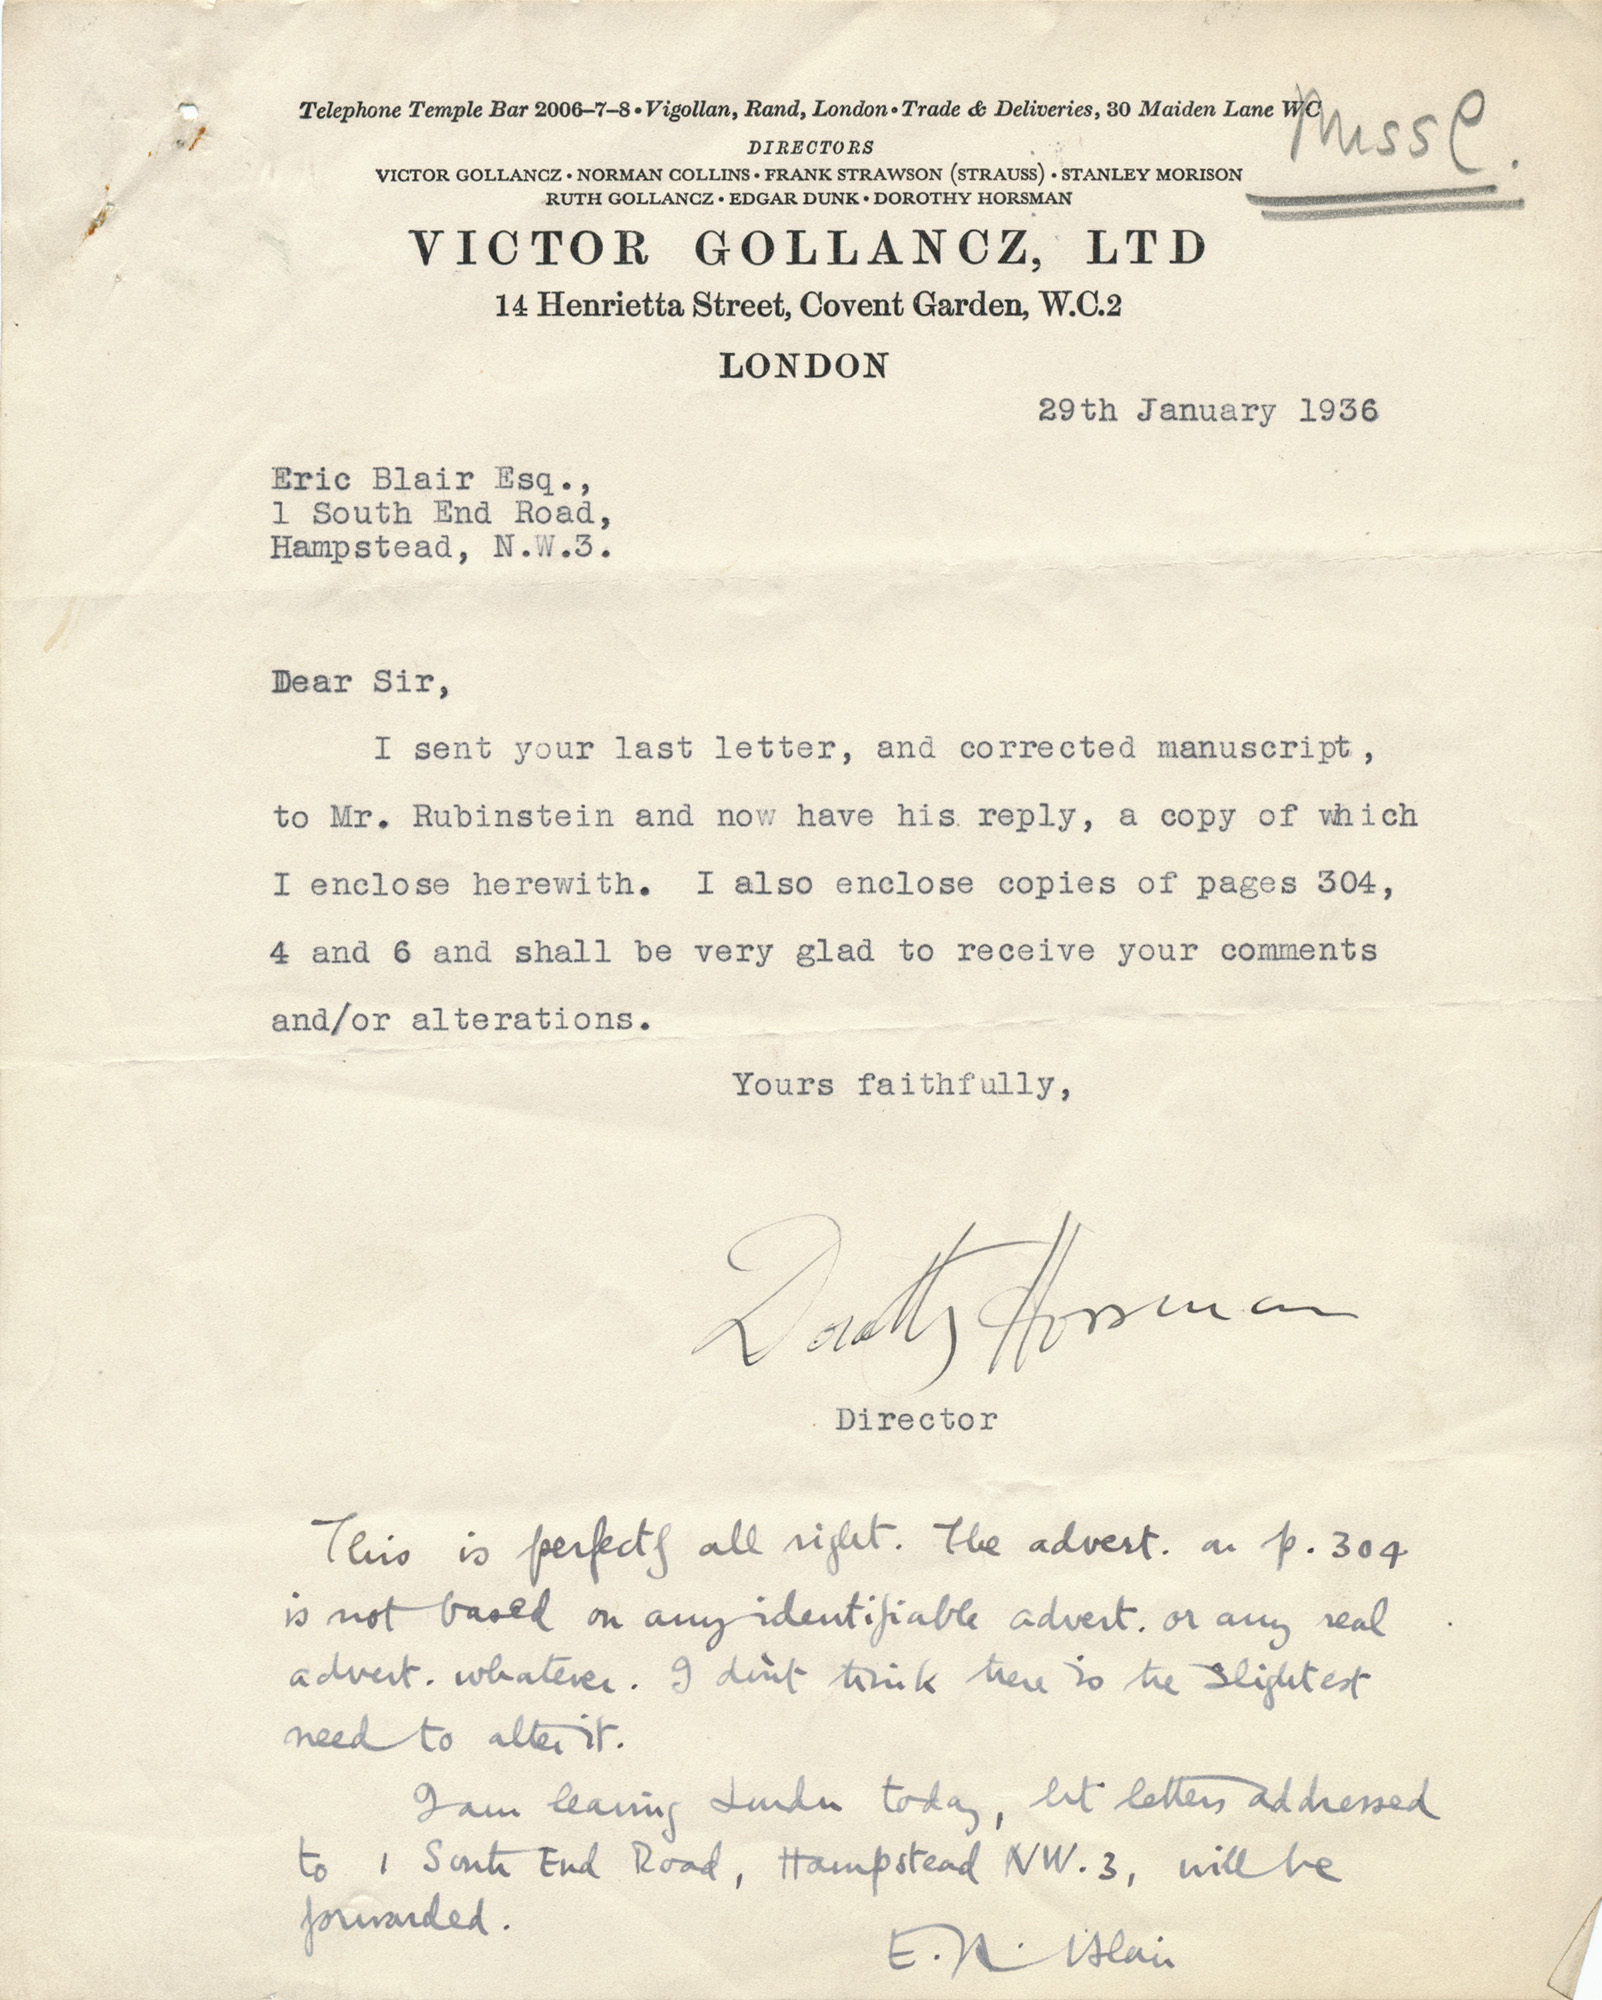 Telephone Temple Bar 2006–7–8 • Vigollan, Rand, London • Trade & Deliveries, 30 Maiden Lane WC
Miss C.
DIRECTORS
VICTOR GOLLANCZ • NORMAN COLLINS • FRANK STRAWSON (STRAUSS) • STANLEY MORISON
RUTH GOLLANCZ • EDGAR DUNK • DOROTHY HORSMAN
VICTOR GOLLANCZ, LTD
14 Henrietta Street, Covent Garden, W.C.2
LONDON
29th January 1936
Eric Blair Esq.,
1 South End Road,
Hampstead, N.W.3.
Dear Sir,
I sent your last letter, and corrected manuscript,
to Mr. Rubinstein and now have his reply, a copy of which
I enclose herewith. I also enclose copies of pages 304,
4 and 6 and shall be very glad to receive your comments
and/or alterations.
Yours faithfully,
Dorothy Horsman
Director
This is perfectly all right. The advert. on p. 304
is not based on any identifiable advert. or any real
advert. whatever. I don't think there is the slightest
need to alter it.
I am leaving London today, but letters addressed
to 1 South End Road, Hampstead NW.3, will be
forwarded.
E. A. Blair